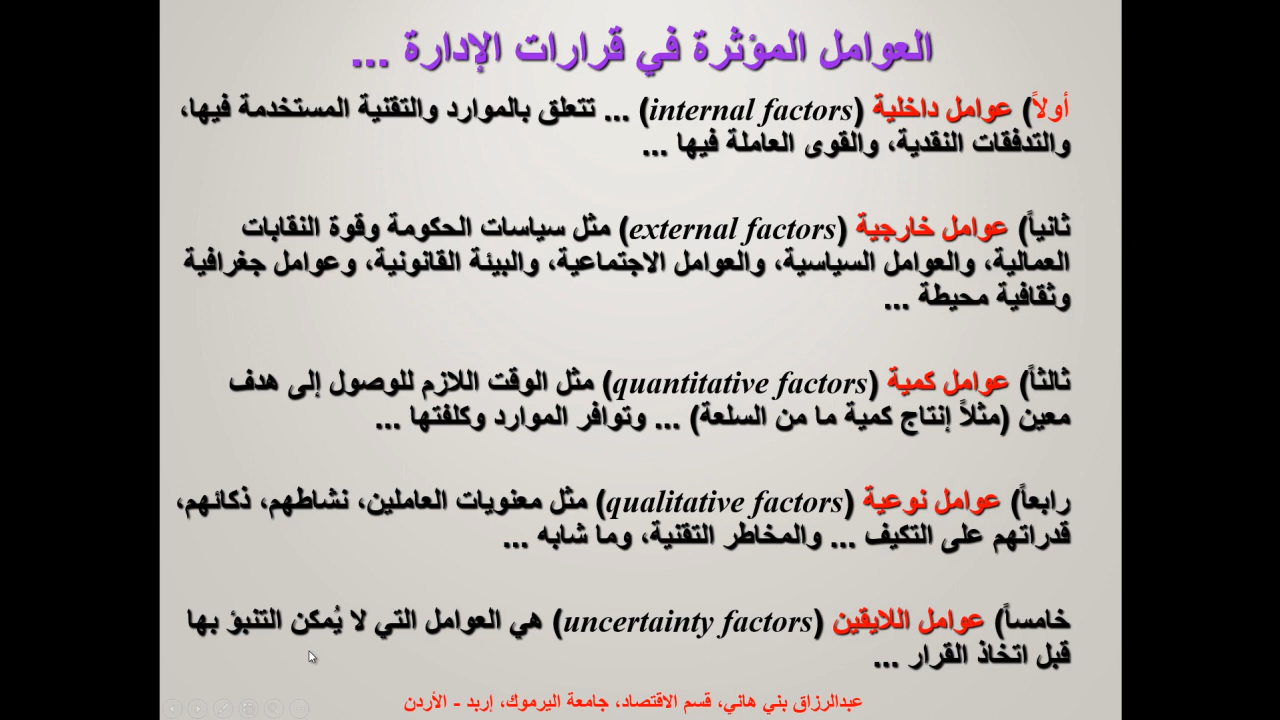 العوامل المؤثرة في قرارات الإدارة ...
أولاً) عوامل داخلية (internal factors) ... تتعلق بالموارد والتقنية المستخدمة فيها،
والتدفقات النقدية، والقوى العاملة فيها ...
ثانياً) عوامل خارجية (external factors) مثل سياسات الحكومة وقوة النقابات
العمالية، والعوامل السياسية، والعوامل الاجتماعية، والبيئة القانونية، وعوامل جغرافية
وثقافية محيطة ...
ثالثاً) عوامل كمية (quantitative factors) مثل الوقت اللازم للوصول إلى هدف
معين (مثلاً إنتاج كمية ما من السلعة) ... وتوافر الموارد وكلفتها ...
رابعاً) عوامل نوعية (qualitative factors) مثل معنويات العاملين، نشاطهم، ذكائهم،
قدراتهم على التكيف ... والمخاطر التقنية، وما شابه ...
خامساً) عوامل اللايقين (uncertainty factors) هي العوامل التي لا يُمكن التنبؤ بها
قبل اتخاذ القرار ...
عبدالرزاق بني هاني، قسم الاقتصاد، جامعة اليرموك، إربد - الأردن